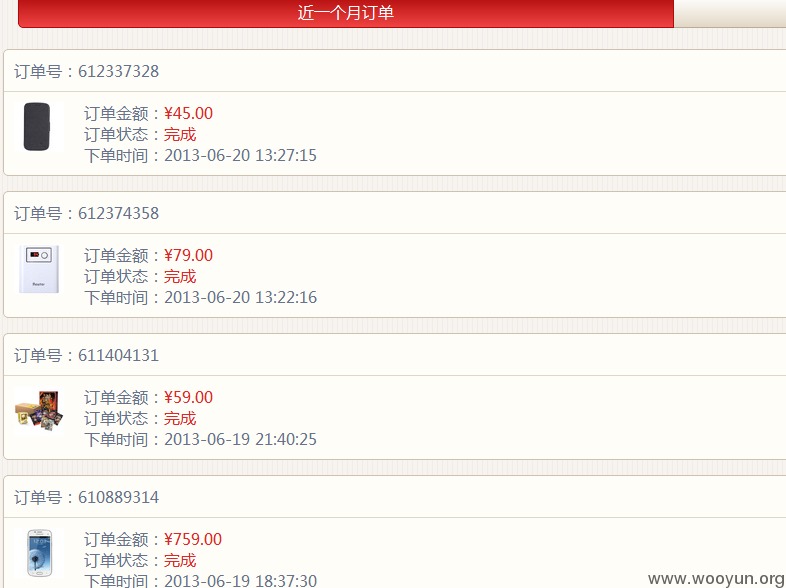 近一个月订单
订单号：612337328
订单金额：¥45.00
订单状态：完成
下单时间：2013-06-20 13:27:15
订单号：612374358
订单金额：¥79.00
订单状态：完成
下单时间：2013-06-20 13:22:16
订单号：611404131
订单金额：¥59.00
订单状态：完成
下单时间：2013-06-19 21:40:25
订单号：610889314
订单金额：¥759.00
订单状态：完成
下单时间：2013-06-19 18:37:30
www.wooyun.org